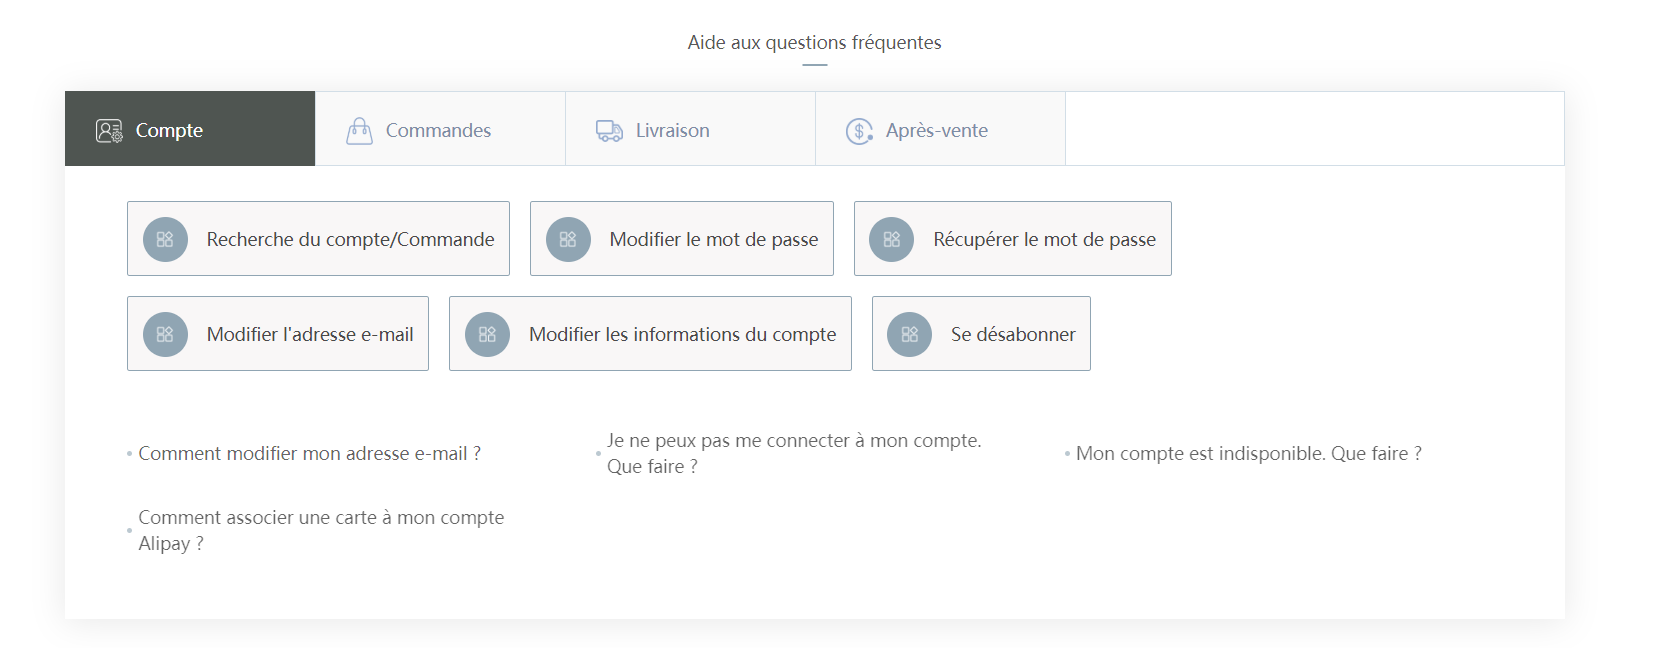 Aide aux questions fréquentes
Compte
Commandes
Livraison
Après-vente
Recherche du compte/Commande
Modifier le mot de passe
Récupérer le mot de passe
Modifier l'adresse e-mail
Modifier les informations du compte
Se désabonner
Comment modifier mon adresse e-mail ?
Je ne peux pas me connecter à mon compte.
Que faire ?
Mon compte est indisponible. Que faire ?
Comment associer une carte à mon compte
Alipay ?